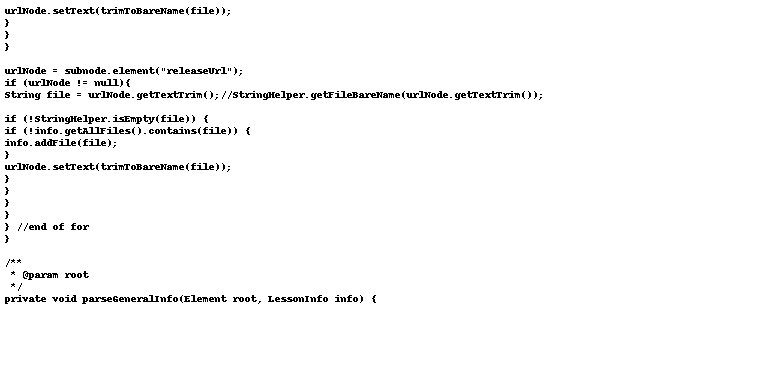 urlNode.setText(trimToBareName(file));
}
}
}

urlNode = subnode.element("releaseUrl");
if (urlNode != null){
String file = urlNode.getTextTrim();//StringHelper.getFileBareName(urlNode.getTextTrim());

if (!StringHelper.isEmpty(file)) {
if (!info.getAllFiles().contains(file)) {
info.addFile(file);
}
urlNode.setText(trimToBareName(file));
}
}
}
}
} //end of for
}

/**
 * @param root
 */
private void parseGeneralInfo(Element root, LessonInfo info) {